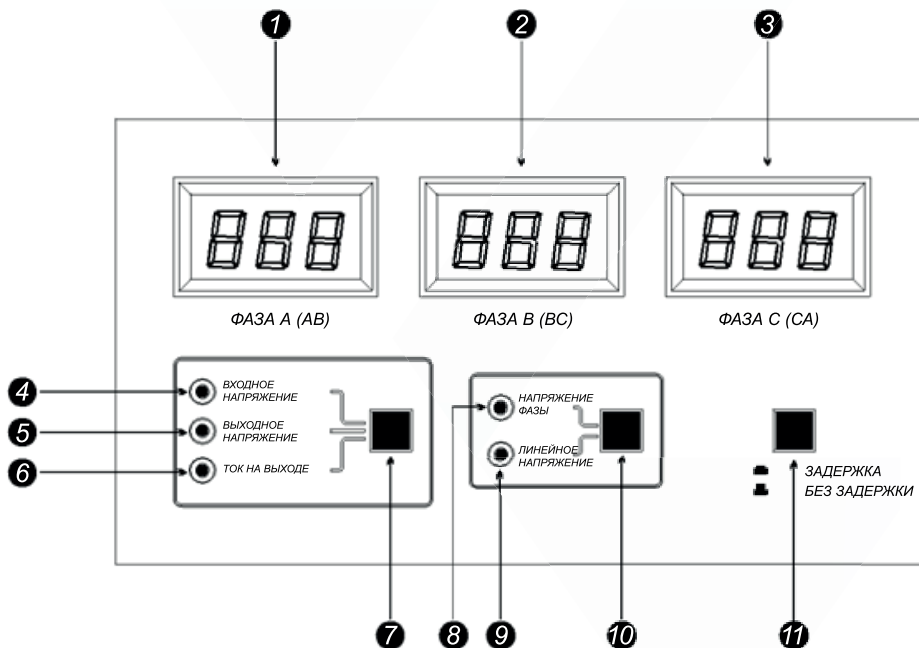 1 2 3
ФАЗА А (АВ) ФАЗА В (ВС) ФАЗА С (СА)
4 ВХОДНОЕ
НАПРЯЖЕНИЕ
5 ВЫХОДНОЕ
НАПРЯЖЕНИЕ
6 ТОК НА ВЫХОДЕ
НАПРЯЖЕНИЕ
ФАЗЫ
ЛИНЕЙНОЕ
НАПРЯЖЕНИЕ
ЗАДЕРЖКА
БЕЗ ЗАДЕРЖКИ
7 8 9 10 11